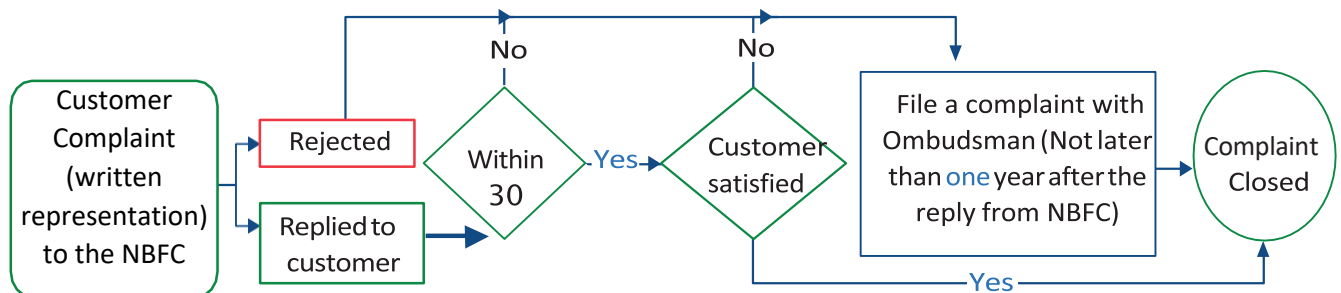 Customer
Complaint
(written
representation)
to the NBFC
Rejected
Replied to
customer
No
Within
30
Yes
No
Customer
satisfied
Yes
File a complaint with
Ombudsman (Not later
than one year after the
reply from NBFC)
Complaint
Closed